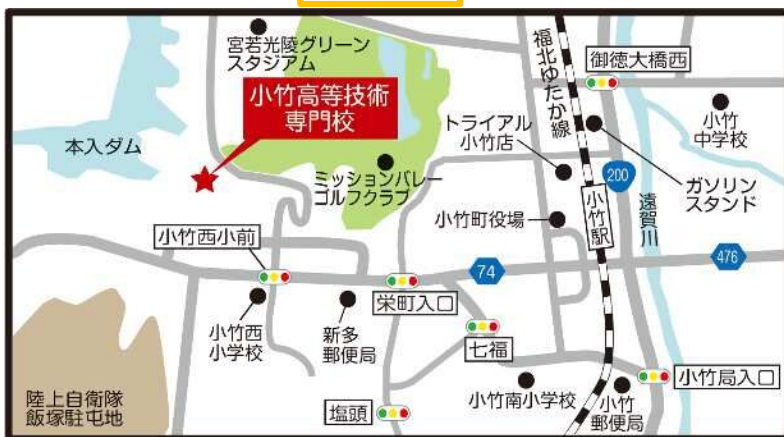 宮若光陵グリーン
スタジアム
小竹高等技術
専門校
本入ダム
ミッションバレー
ゴルフクラブ
福北ゆたか線
御徳大橋西
トライアル
小竹店
小竹
中学校
200
ガソリン
スタンド
遠賀川
小竹町役場
小竹駅
小竹西小前
74
476
栄町入口
小竹西
小学校
新多
郵便局
七福
小竹局入口
小竹南小学校
小竹
郵便局
陸上自衛隊
飯塚駐屯地
塩頭